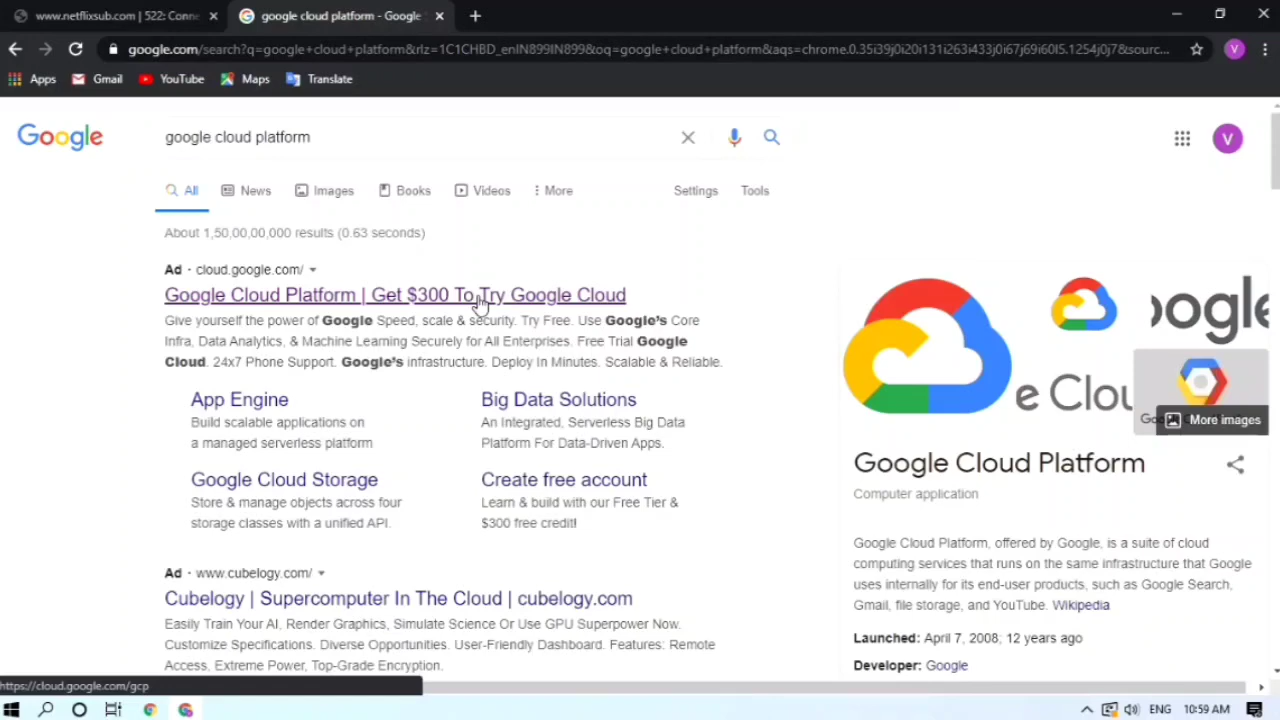 www.netflixsub.com | 522: Conne
google cloud platform - Google S
google.com/search?q=google+cloud+platform&rlz=1C1CHBD_enIN899IN899&oq=google+cloud+platform&aqs=chrome.0.35i39j0i20i131i263i433j0i67j69i60l5.1254j0j7&sourc...
V
Apps
Gmail
YouTube
Maps
Translate
Google
google cloud platform
V
All
News
Images
Books
Videos
More
Settings
Tools
About 1,50,00,00,000 results (0.63 seconds)
Ad · cloud.google.com/
Google Cloud Platform | Get $300 To Try Google Cloud
Give yourself the power of Google Speed, scale & security. Try Free. Use Google's Core
Infra, Data Analytics, & Machine Learning Securely for All Enterprises. Free Trial Google
Cloud. 24x7 Phone Support. Google's infrastructure. Deploy In Minutes. Scalable & Reliable.
App Engine
Build scalable applications on
a managed serverless platform
Big Data Solutions
An Integrated, Serverless Big Data
Platform For Data-Driven Apps.
Google Cloud Storage
Store & manage objects across four
storage classes with a unified API.
Create free account
Learn & build with our Free Tier &
$300 free credit!
Ad · www.cubelogy.com/
Cubelogy | Supercomputer In The Cloud | cubelogy.com
Easily Train Your AI, Render Graphics, Simulate Science Or Use GPU Superpower Now.
Customize Specifications. Diverse Opportunities. User-Friendly Dashboard. Features: Remote
Access, Extreme Power, Top-Grade Encryption.
oogle
e Clou
More images
Google Cloud Platform
Computer application
Google Cloud Platform, offered by Google, is a suite of cloud
computing services that runs on the same infrastructure that Google
uses internally for its end-user products, such as Google Search,
Gmail, file storage, and YouTube. Wikipedia
Launched: April 7, 2008; 12 years ago
Developer: Google
https://cloud.google.com/gcp
ENG
10:59 AM